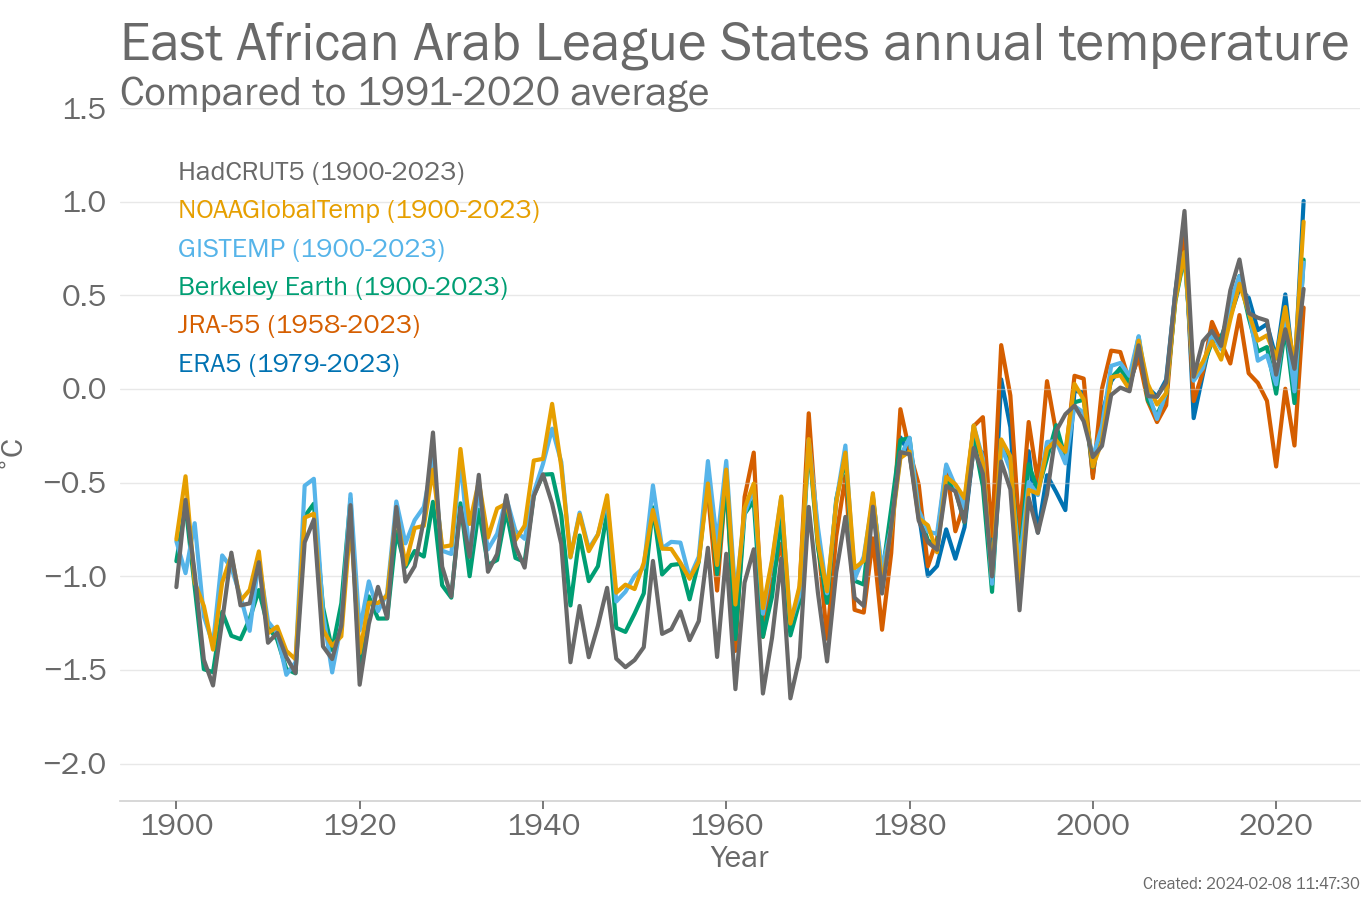 East African Arab League States annual temperature
Compared to 1991-2020 average
1.5
HadCRUT5 (1900-2023)
1.0
NOAAGlobalTemp (1900-2023)
GISTEMP (1900-2023)
Berkeley Earth (1900-2023)
0.5
JRA-55 (1958-2023)
ERA5 (1979-2023)
0.0
°C
−0.5
−1.0
−1.5
−2.0
1900 1920 1940 1960 1980 2000 2020
Year
Created: 2024-02-08 11:47:30